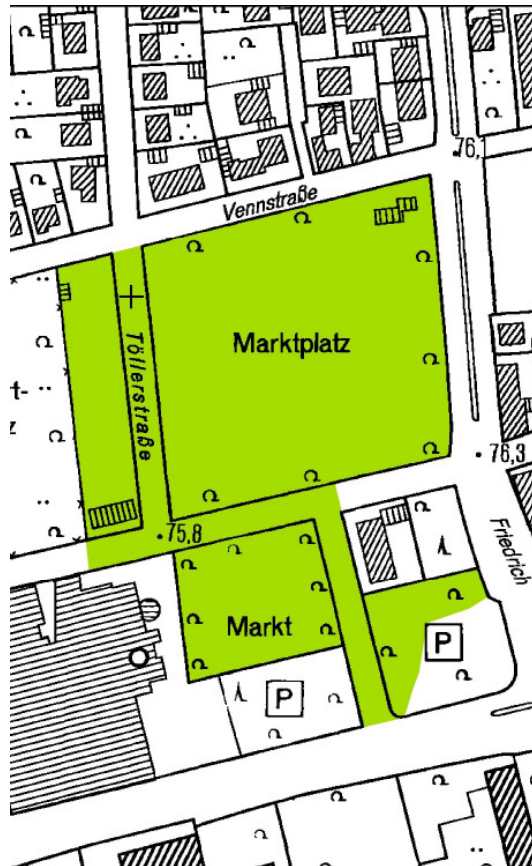 76,1
Vennstraße
Marktplatz
Töllerstraße
t-
z
76,3
75,8
Friedrich
Markt
P
P